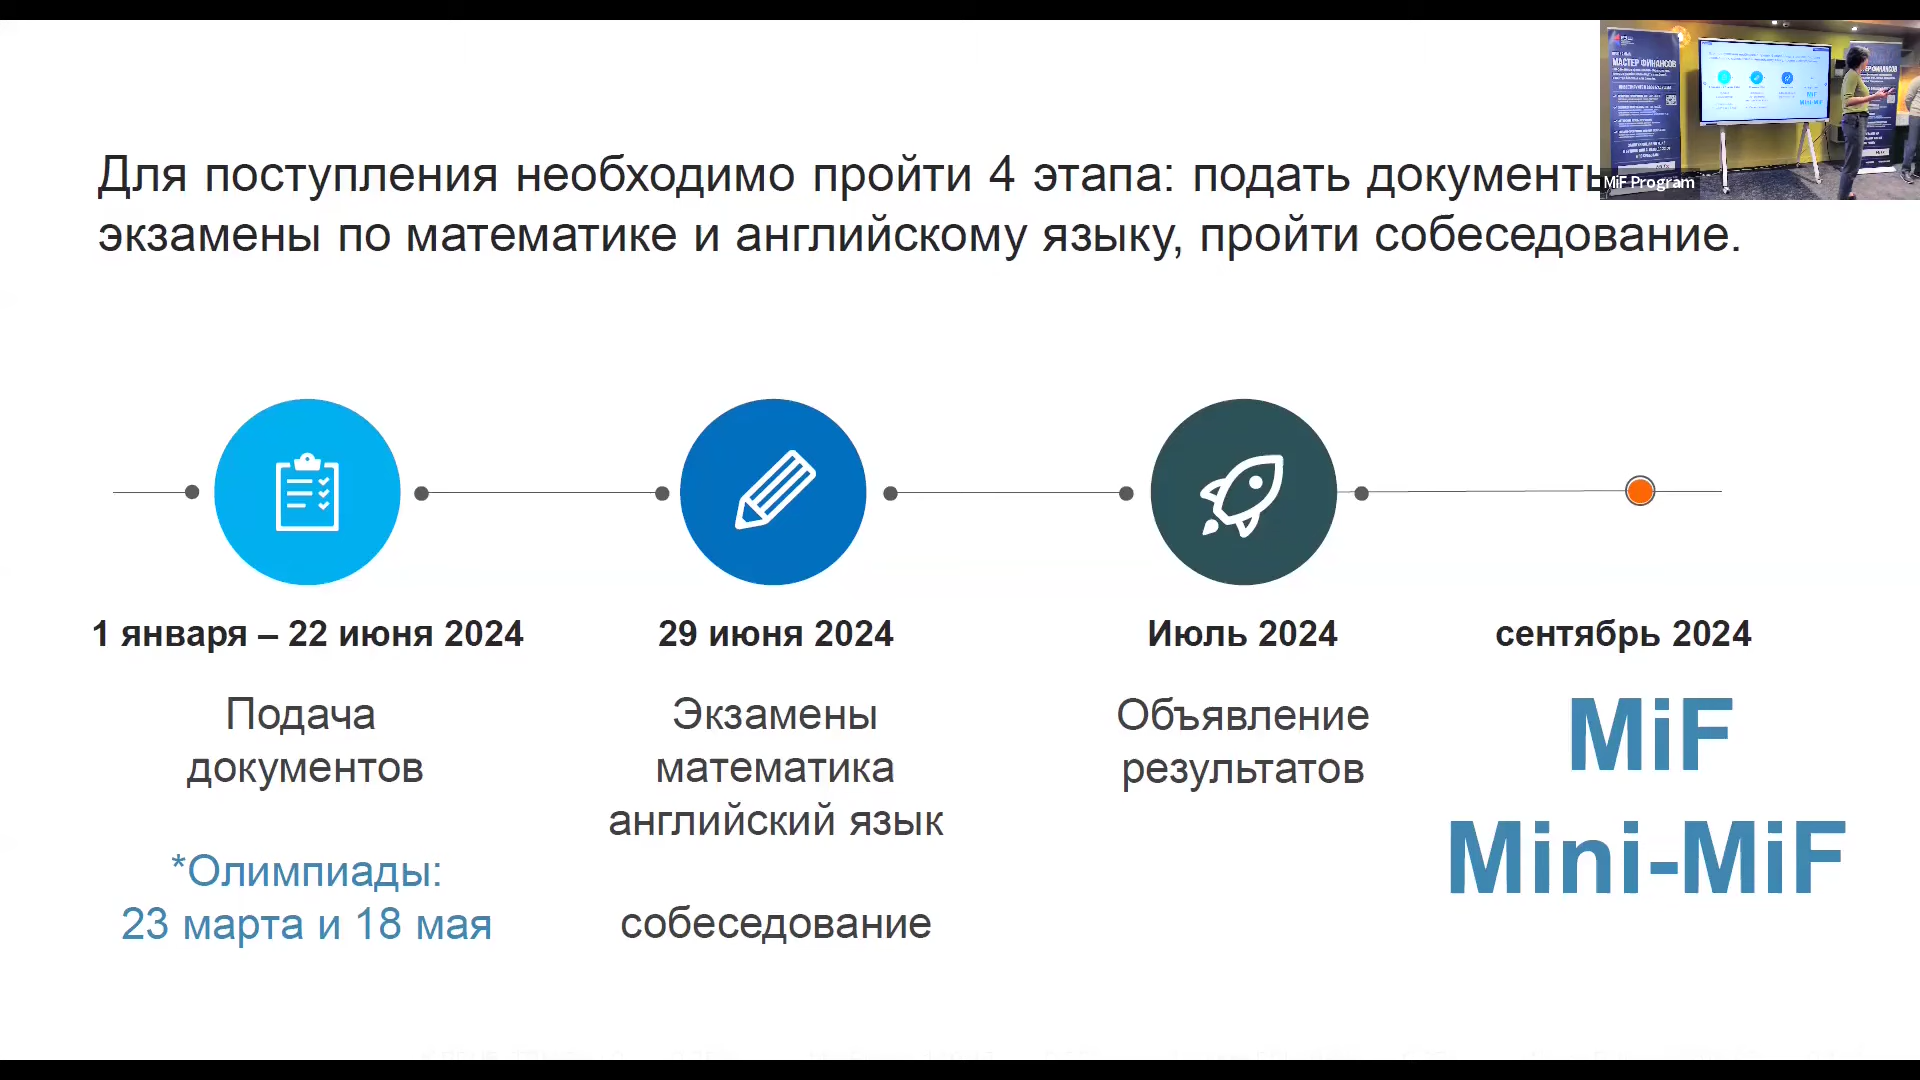 Для поступления необходимо пройти 4 этапа: подать документы
экзамены по математике и английскому языку, пройти собеседование.
MiF Program
МАСТЕР ФИНАНСОВ
1 января – 22 июня 2024
Подача
документов
*Олимпиады:
23 марта и 18 мая
29 июня 2024
Экзамены
математика
английский язык
собеседование
Июль 2024
Объявление
результатов
сентябрь 2024
MiF
Mini-MiF